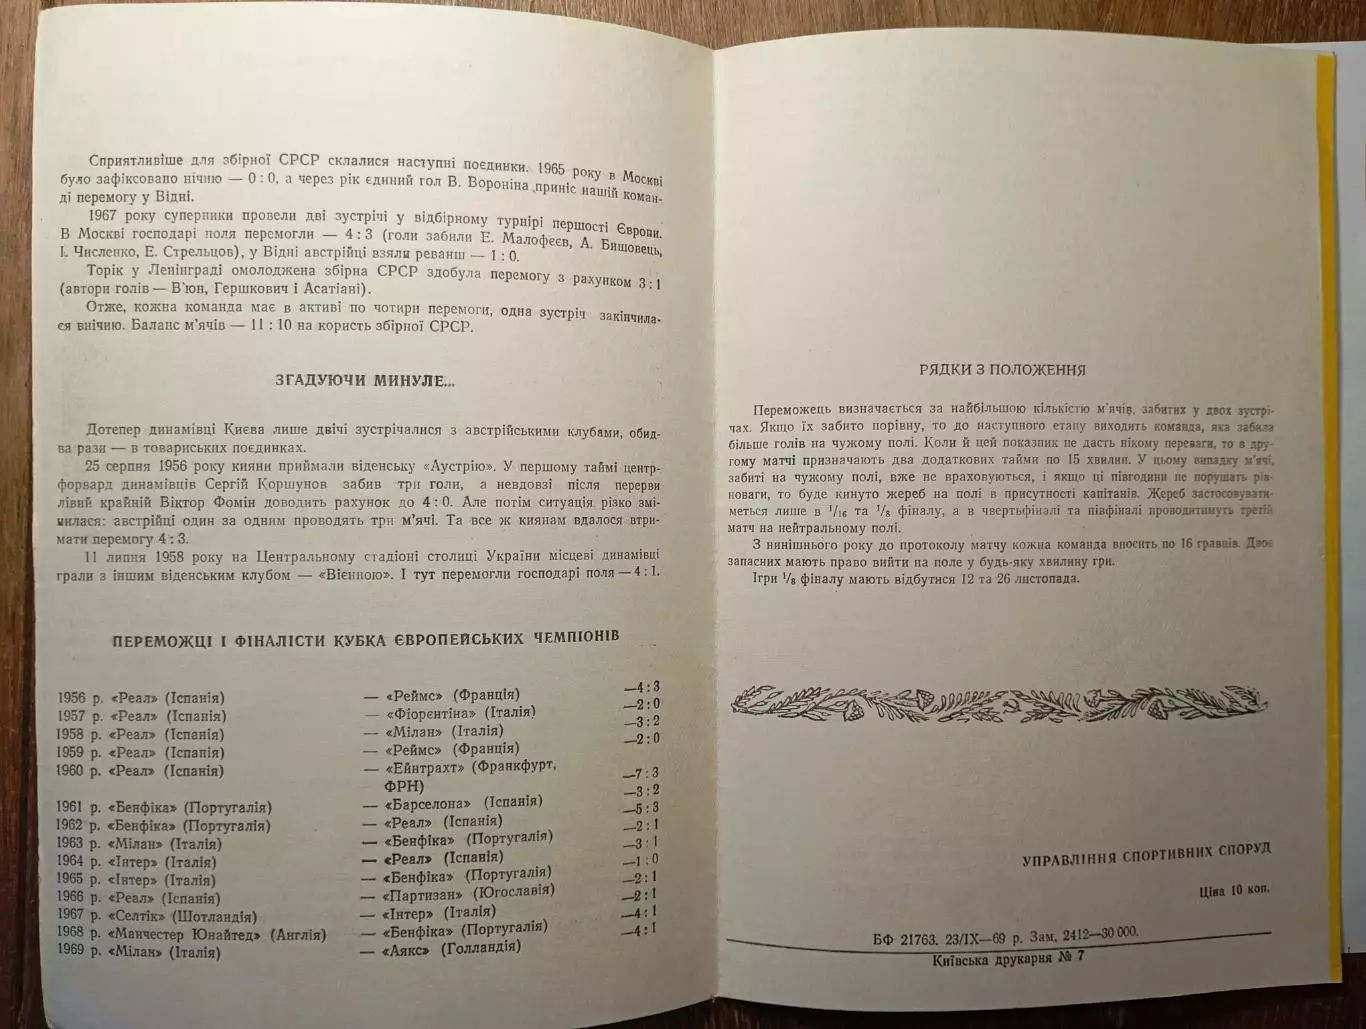 Сприятливіше для збірної СРСР склалися наступні поєдинки. 1965 року в Москві
було зафіксовано нічию — 0 : 0, а через рік єдиний гол В. Вороніна приніс нашій коман-
ді перемогу у Відні.
1967 року суперники провели дві зустрічі у відбірному турнірі першості Європи.
В Москві господарі поля перемогли — 4 : 3 (голи забили Е. Малофеєв, А. Бишовець,
І. Численко, Е. Стрельцов), у Відні австрійці взяли реванш — 1 : 0.
Торік у Ленінграді омолоджена збірна СРСР здобула перемогу з рахунком 3 : 1
(автори голів — В'юн, Гершкович і Асатіані).
Отже, кожна команда має в активі по чотири перемоги, одна зустріч закінчила-
ся внічию. Баланс м'ячів — 11 : 10 на користь збірної СРСР.
ЗГАДУЮЧИ МИНУЛЕ...
Дотепер динамівці Києва лише двічі зустрічалися з австрійськими клубами, обид-
ва рази — в товариських поєдинках.
25 серпня 1956 року кияни приймали віденську «Аустрію». У першому таймі центр-
форвард динамівців Сергій Коршунов забив три голи, а невдовзі після перерви
лівий крайній Віктор Фомін доводить рахунок до 4 : 0. Але потім ситуація різко змі-
нилася: австрійці один за одним проводять три м'ячі. Та все ж киянам вдалося втри-
мати перемогу 4 : 3.
11 липня 1958 року на Центральному стадіоні столиці України місцеві динамівці
грали з іншим віденським клубом — «Вієнною». І тут перемогли господарі поля — 4 : 1.
ПЕРЕМОЖЦІ І ФІНАЛІСТИ КУБКА ЄВРОПЕЙСЬКИХ ЧЕМПІОНІВ
1956 р. «Реал» (Іспанія) — «Реймс» (Франція) —4 : 3
1957 р. «Реал» (Іспанія) — «Фіорентіна» (Італія) —2 : 0
1958 р. «Реал» (Іспанія) — «Мілан» (Італія) —3 : 2
1959 р. «Реал» (Іспанія) — «Реймс» (Франція) —2 : 0
1960 р. «Реал» (Іспанія) — «Ейнтрахт» (Франкфурт,
ФРН) —7 : 3
1961 р. «Бенфіка» (Португалія) — «Барселона» (Іспанія) —3 : 2
1962 р. «Бенфіка» (Португалія) — «Реал» (Іспанія) —5 : 3
1963 р. «Мілан» (Італія) — «Бенфіка» (Португалія) —2 : 1
1964 р. «Інтер» (Італія) — «Реал» (Іспанія) —3 : 1
1965 р. «Інтер» (Італія) — «Бенфіка» (Португалія) —1 : 0
1966 р. «Реал» (Іспанія) — «Партизан» (Югославія) —2 : 1
1967 р. «Селтік» (Шотландія) — «Інтер» (Італія) —2 : 1
1968 р. «Манчестер Юнайтед» (Англія) — «Бенфіка» (Португалія) —4 : 1
1969 р. «Мілан» (Італія) — «Аякс» (Голландія) —4 : 1
РЯДКИ З ПОЛОЖЕННЯ
Переможець визначається за найбільшою кількістю м'ячів, забитих у двох зустрі-
чах. Якщо їх забито порівну, то до наступного етапу виходить команда, яка забила
більше голів на чужому полі. Коли й цей показник не дасть нікому переваги, то в дру-
гому матчі призначають два додаткових тайми по 15 хвилин. У цьому випадку м'ячі,
забиті на чужому полі, вже не враховуються, і якщо ці півгодини не порушать рів-
новаги, то буде кинуто жереб на полі в присутності капітанів. Жереб застосовувати-
меться лише в 1/16 та 1/8 фіналу, а в чвертьфіналі та півфіналі проводитимуть третій
матч на нейтральному полі.
З нинішнього року до протоколу матчу кожна команда вносить по 16 гравців. Двоє
запасних мають право вийти на поле у будь-яку хвилину гри.
Ігри 1/8 фіналу мають відбутися 12 та 26 листопада.
УПРАВЛІННЯ СПОРТИВНИХ СПОРУД
Ціна 10 коп.
БФ 21763. 23/ІХ—69 р. Зам. 2412—30 000.
Київська друкарня № 7